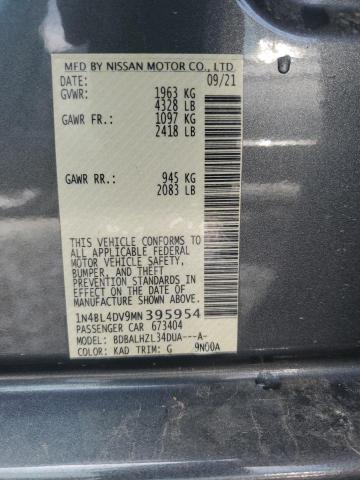 MFD BY NISSAN MOTOR CO., LTD.
DATE: 09/21
GVWR: 1963 KG
4328 LB
GAWR FR.: 1097 KG
2418 LB
GAWR RR.: 945 KG
2083 LB
THIS VEHICLE CONFORMS TO
ALL APPLICABLE FEDERAL
MOTOR VEHICLE SAFETY,
BUMPER, AND THEFT
PREVENTION STANDARDS IN
EFFECT ON THE DATE OF
MANUFACTURE SHOWN ABOVE.
1N4BL4DV9MN395954
PASSENGER CAR 673404
MODEL: BDBALHZL34DUA---A-
COLOR: KAD TRIM: G 9N00A